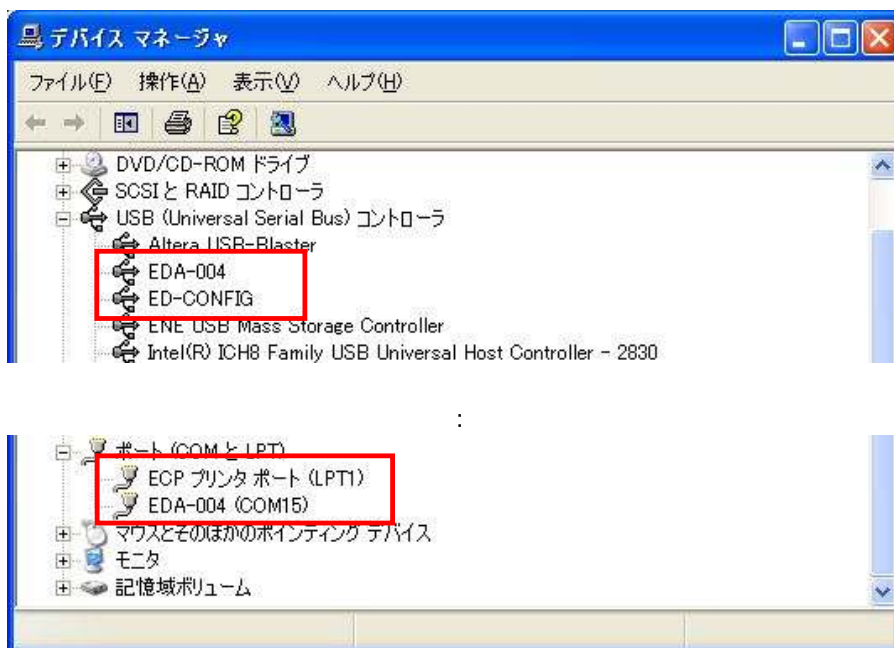 デバイス マネージャ
ファイル(F) 操作(A) 表示(V) ヘルプ(H)
DVD/CD-ROM ドライブ
SCSI と RAID コントローラ
USB (Universal Serial Bus) コントローラ
Altera USB-Blaster
EDA-004
ED-CONFIG
ENE USB Mass Storage Controller
Intel(R) ICH8 Family USB Universal Host Controller - 2830
:
ポート (COM と LPT)
ECP プリンタ ポート (LPT1)
EDA-004 (COM15)
マウスとそのほかのポインティング デバイス
モニタ
記憶域ボリューム